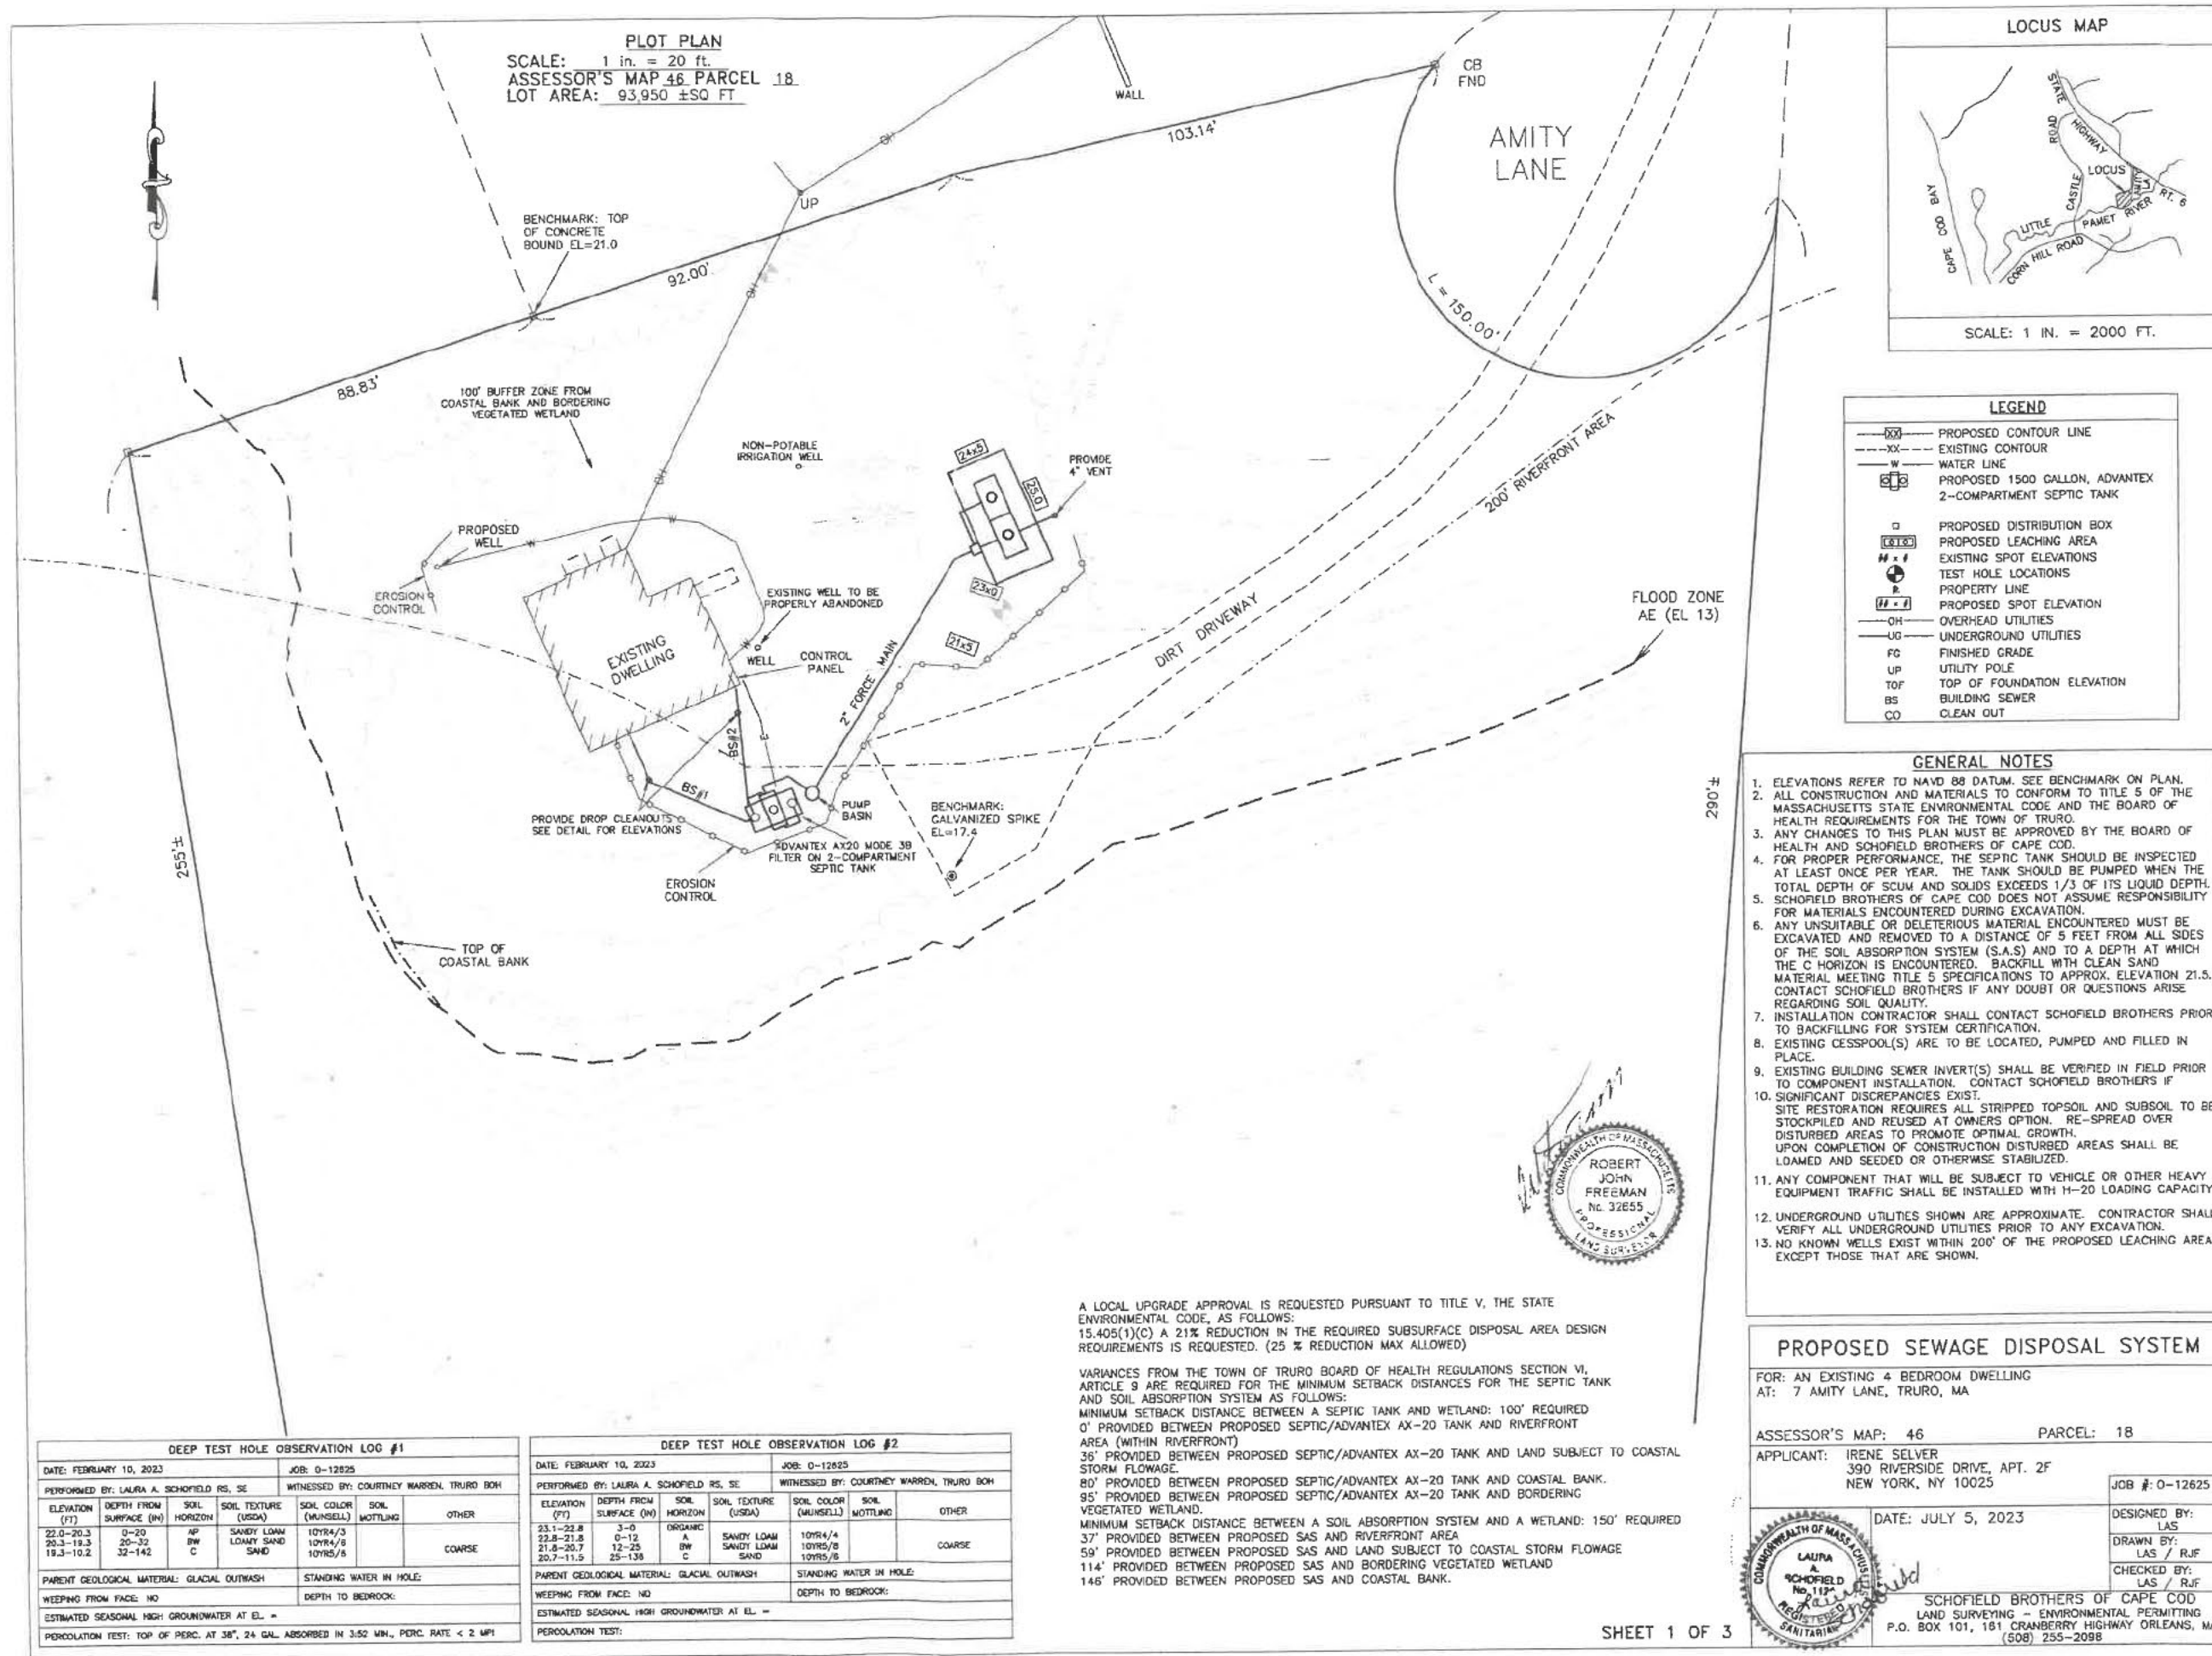 PLOT PLAN
SCALE: 1 in. = 20 ft.
ASSESSOR'S MAP 46 PARCEL 18
LOT AREA: 93,950 ±SQ FT
WALL
CB
FND
103.14'
AMITY
LANE
UP
BENCHMARK: TOP
OF CONCRETE
BOUND EL=21.0
92.00'
OH
L = 150.00'
88.83'
100' BUFFER ZONE FROM
COASTAL BANK AND BORDERING
VEGETATED WETLAND
NON-POTABLE
IRRIGATION WELL
24x5
25.0
PROVIDE
4" VENT
200' RIVERFRONT AREA
PROPOSED
WELL
W
EROSION
CONTROL
EXISTING WELL TO BE
PROPERLY ABANDONED
23x0
21x5
FLOOD ZONE
AE (EL 13)
EXISTING
DWELLING
WELL
CONTROL
PANEL
2" FORCE MAIN
DIRT DRIVEWAY
BS#2
E
BS#1
PROVIDE DROP CLEANOUTS
SEE DETAIL FOR ELEVATIONS
PUMP
BASIN
BENCHMARK:
GALVANIZED SPIKE
EL=17.4
ADVANTEX AX20 MODE 3B
FILTER ON 2-COMPARTMENT
SEPTIC TANK
EROSION
CONTROL
255'±
290'±
TOP OF
COASTAL BANK
LOCUS MAP
STATE
HIGHWAY
ROAD
CASTLE
LOCUS
RT. 6
CAPE COD BAY
LITTLE
PAMET
RIVER
CORN HILL ROAD
SCALE: 1 IN. = 2000 FT.
LEGEND
XX PROPOSED CONTOUR LINE
---XX--- EXISTING CONTOUR
W WATER LINE
PROPOSED 1500 GALLON, ADVANTEX
2-COMPARTMENT SEPTIC TANK
PROPOSED DISTRIBUTION BOX
PROPOSED LEACHING AREA
## x # EXISTING SPOT ELEVATIONS
TEST HOLE LOCATIONS
PROPERTY LINE
## x # PROPOSED SPOT ELEVATION
OH OVERHEAD UTILITIES
UG UNDERGROUND UTILITIES
FG FINISHED GRADE
UP UTILITY POLE
TOF TOP OF FOUNDATION ELEVATION
BS BUILDING SEWER
CO CLEAN OUT
GENERAL NOTES
1. ELEVATIONS REFER TO NAVD 88 DATUM. SEE BENCHMARK ON PLAN.
2. ALL CONSTRUCTION AND MATERIALS TO CONFORM TO TITLE 5 OF THE
MASSACHUSETTS STATE ENVIRONMENTAL CODE AND THE BOARD OF
HEALTH REQUIREMENTS FOR THE TOWN OF TRURO.
3. ANY CHANGES TO THIS PLAN MUST BE APPROVED BY THE BOARD OF
HEALTH AND SCHOFIELD BROTHERS OF CAPE COD.
4. FOR PROPER PERFORMANCE, THE SEPTIC TANK SHOULD BE INSPECTED
AT LEAST ONCE PER YEAR. THE TANK SHOULD BE PUMPED WHEN THE
TOTAL DEPTH OF SCUM AND SOLIDS EXCEEDS 1/3 OF ITS LIQUID DEPTH.
5. SCHOFIELD BROTHERS OF CAPE COD DOES NOT ASSUME RESPONSIBILITY
FOR MATERIALS ENCOUNTERED DURING EXCAVATION.
6. ANY UNSUITABLE OR DELETERIOUS MATERIAL ENCOUNTERED MUST BE
EXCAVATED AND REMOVED TO A DISTANCE OF 5 FEET FROM ALL SIDES
OF THE SOIL ABSORPTION SYSTEM (S.A.S) AND TO A DEPTH AT WHICH
THE C HORIZON IS ENCOUNTERED. BACKFILL WITH CLEAN SAND
MATERIAL MEETING TITLE 5 SPECIFICATIONS TO APPROX. ELEVATION 21.5.
CONTACT SCHOFIELD BROTHERS IF ANY DOUBT OR QUESTIONS ARISE
REGARDING SOIL QUALITY.
7. INSTALLATION CONTRACTOR SHALL CONTACT SCHOFIELD BROTHERS PRIOR
TO BACKFILLING FOR SYSTEM CERTIFICATION.
8. EXISTING CESSPOOL(S) ARE TO BE LOCATED, PUMPED AND FILLED IN
PLACE.
9. EXISTING BUILDING SEWER INVERT(S) SHALL BE VERIFIED IN FIELD PRIOR
TO COMPONENT INSTALLATION. CONTACT SCHOFIELD BROTHERS IF
10. SIGNIFICANT DISCREPANCIES EXIST.
SITE RESTORATION REQUIRES ALL STRIPPED TOPSOIL AND SUBSOIL TO BE
STOCKPILED AND REUSED AT OWNERS OPTION. RE-SPREAD OVER
DISTURBED AREAS TO PROMOTE OPTIMAL GROWTH.
UPON COMPLETION OF CONSTRUCTION DISTURBED AREAS SHALL BE
LOAMED AND SEEDED OR OTHERWISE STABILIZED.
11. ANY COMPONENT THAT WILL BE SUBJECT TO VEHICLE OR OTHER HEAVY
EQUIPMENT TRAFFIC SHALL BE INSTALLED WITH H-20 LOADING CAPACITY
12. UNDERGROUND UTILITIES SHOWN ARE APPROXIMATE. CONTRACTOR SHALL
VERIFY ALL UNDERGROUND UTILITIES PRIOR TO ANY EXCAVATION.
13. NO KNOWN WELLS EXIST WITHIN 200' OF THE PROPOSED LEACHING AREA
EXCEPT THOSE THAT ARE SHOWN.
COMMONWEALTH OF MASSACHUSETTS
ROBERT
JOHN
FREEMAN
No. 32655
PROFESSIONAL
LAND SURVEYOR
A LOCAL UPGRADE APPROVAL IS REQUESTED PURSUANT TO TITLE V, THE STATE
ENVIRONMENTAL CODE, AS FOLLOWS:
15.405(1)(C) A 21% REDUCTION IN THE REQUIRED SUBSURFACE DISPOSAL AREA DESIGN
REQUIREMENTS IS REQUESTED. (25 % REDUCTION MAX ALLOWED)
VARIANCES FROM THE TOWN OF TRURO BOARD OF HEALTH REGULATIONS SECTION VI,
ARTICLE 9 ARE REQUIRED FOR THE MINIMUM SETBACK DISTANCES FOR THE SEPTIC TANK
AND SOIL ABSORPTION SYSTEM AS FOLLOWS:
MINIMUM SETBACK DISTANCE BETWEEN A SEPTIC TANK AND WETLAND: 100' REQUIRED
0' PROVIDED BETWEEN PROPOSED SEPTIC/ADVANTEX AX-20 TANK AND RIVERFRONT
AREA (WITHIN RIVERFRONT)
36' PROVIDED BETWEEN PROPOSED SEPTIC/ADVANTEX AX-20 TANK AND LAND SUBJECT TO COASTAL
STORM FLOWAGE.
80' PROVIDED BETWEEN PROPOSED SEPTIC/ADVANTEX AX-20 TANK AND COASTAL BANK.
95' PROVIDED BETWEEN PROPOSED SEPTIC/ADVANTEX AX-20 TANK AND BORDERING
VEGETATED WETLAND.
MINIMUM SETBACK DISTANCE BETWEEN A SOIL ABSORPTION SYSTEM AND A WETLAND: 150' REQUIRED
37' PROVIDED BETWEEN PROPOSED SAS AND RIVERFRONT AREA
59' PROVIDED BETWEEN PROPOSED SAS AND LAND SUBJECT TO COASTAL STORM FLOWAGE
114' PROVIDED BETWEEN PROPOSED SAS AND BORDERING VEGETATED WETLAND
146' PROVIDED BETWEEN PROPOSED SAS AND COASTAL BANK.
SHEET 1 OF 3
DEEP TEST HOLE OBSERVATION LOG #1
DATE: FEBRUARY 10, 2023 JOB: 0-12625
PERFORMED BY: LAURA A. SCHOFIELD RS, SE WITNESSED BY: COURTNEY WARREN, TRURO BOH
ELEVATION (FT) DEPTH FROM SURFACE (IN) SOIL HORIZON SOIL TEXTURE (USDA) SOIL COLOR (MUNSELL) SOIL MOTTLING OTHER
22.0-20.3 0-20 AP SANDY LOAM 10YR4/3
20.3-19.3 20-32 BW LOAMY SAND 10YR4/6
19.3-10.2 32-142 C SAND 10YR5/6 COARSE
PARENT GEOLOGICAL MATERIAL: GLACIAL OUTWASH STANDING WATER IN HOLE:
WEEPING FROM FACE: NO DEPTH TO BEDROCK:
ESTIMATED SEASONAL HIGH GROUNDWATER AT EL. =
PERCOLATION TEST: TOP OF PERC. AT 38", 24 GAL. ABSORBED IN 3:52 MIN., PERC. RATE < 2 MPI
DEEP TEST HOLE OBSERVATION LOG #2
DATE: FEBRUARY 10, 2023 JOB: 0-12625
PERFORMED BY: LAURA A. SCHOFIELD RS, SE WITNESSED BY: COURTNEY WARREN, TRURO BOH
ELEVATION (FT) DEPTH FROM SURFACE (IN) SOIL HORIZON SOIL TEXTURE (USDA) SOIL COLOR (MUNSELL) SOIL MOTTLING OTHER
23.1-22.8 3-0 ORGANIC
22.8-21.8 0-12 A SANDY LOAM 10YR4/4
21.8-20.7 12-25 BW SANDY LOAM 10YR5/8
20.7-11.5 25-136 C SAND 10YR5/6 COARSE
PARENT GEOLOGICAL MATERIAL: GLACIAL OUTWASH STANDING WATER IN HOLE:
WEEPING FROM FACE: NO DEPTH TO BEDROCK:
ESTIMATED SEASONAL HIGH GROUNDWATER AT EL. =
PERCOLATION TEST:
PROPOSED SEWAGE DISPOSAL SYSTEM
FOR: AN EXISTING 4 BEDROOM DWELLING
AT: 7 AMITY LANE, TRURO, MA
ASSESSOR'S MAP: 46 PARCEL: 18
APPLICANT: IRENE SELVER
390 RIVERSIDE DRIVE, APT. 2F
NEW YORK, NY 10025
JOB #: 0-12625
DATE: JULY 5, 2023
DESIGNED BY:
LAS
DRAWN BY:
LAS / RJF
CHECKED BY:
LAS / RJF
COMMONWEALTH OF MASSACHUSETTS
LAURA
A.
SCHOFIELD
REGISTERED
SANITARIAN
SCHOFIELD BROTHERS OF CAPE COD
LAND SURVEYING - ENVIRONMENTAL PERMITTING
P.O. BOX 101, 161 CRANBERRY HIGHWAY ORLEANS, MA
(508) 255-2098